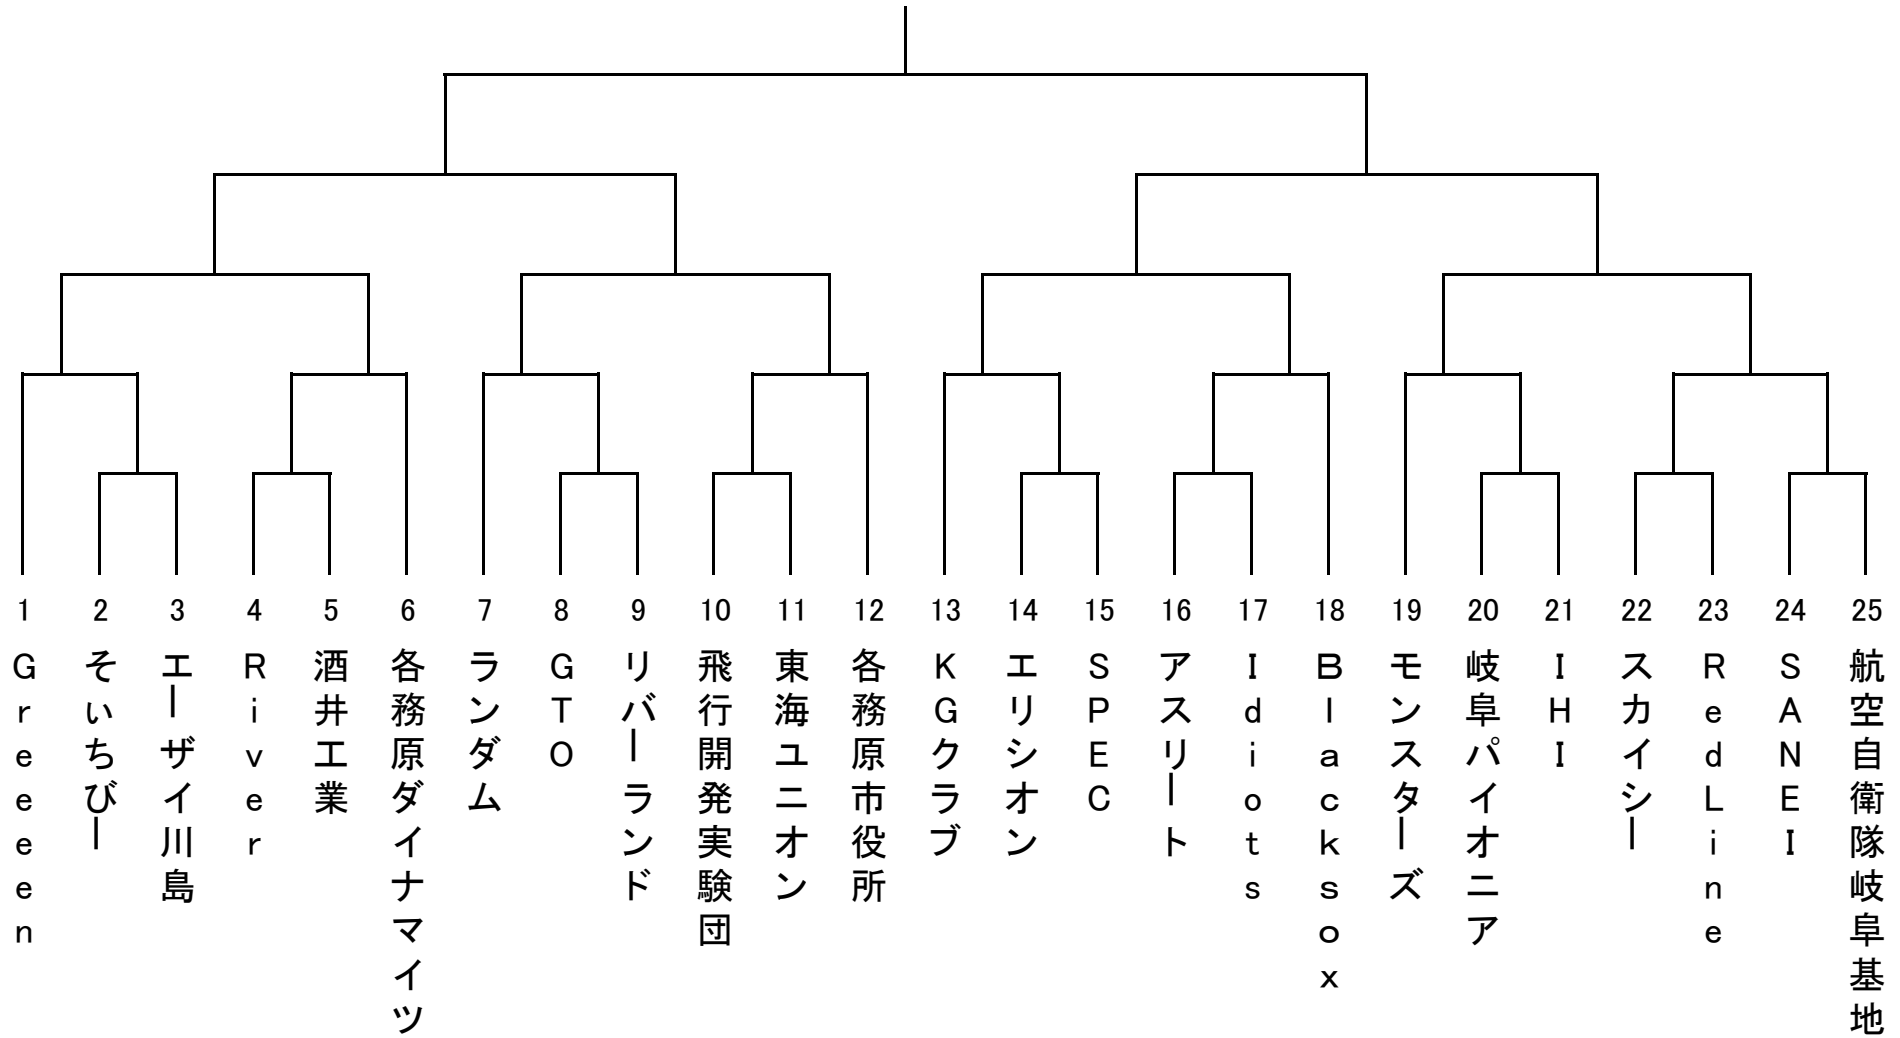 1 2 3 4 5 6 7 8 9 10 11 12 13 14 15 16 17 18 19 20 21 22 23 24 25
Greeeen
そぃちびー
エーザイ川島
River
酒井工業
各務原ダイナマイツ
ランダム
GTO
リバーランド
飛行開発実験団
東海ユニオン
各務原市役所
KGクラブ
エリシオン
SPEC
アスリート
Idiots
Blacksox
モンスターズ
岐阜パイオニア
IHI
スカイシー
RedLine
SANEI
航空自衛隊岐阜基地